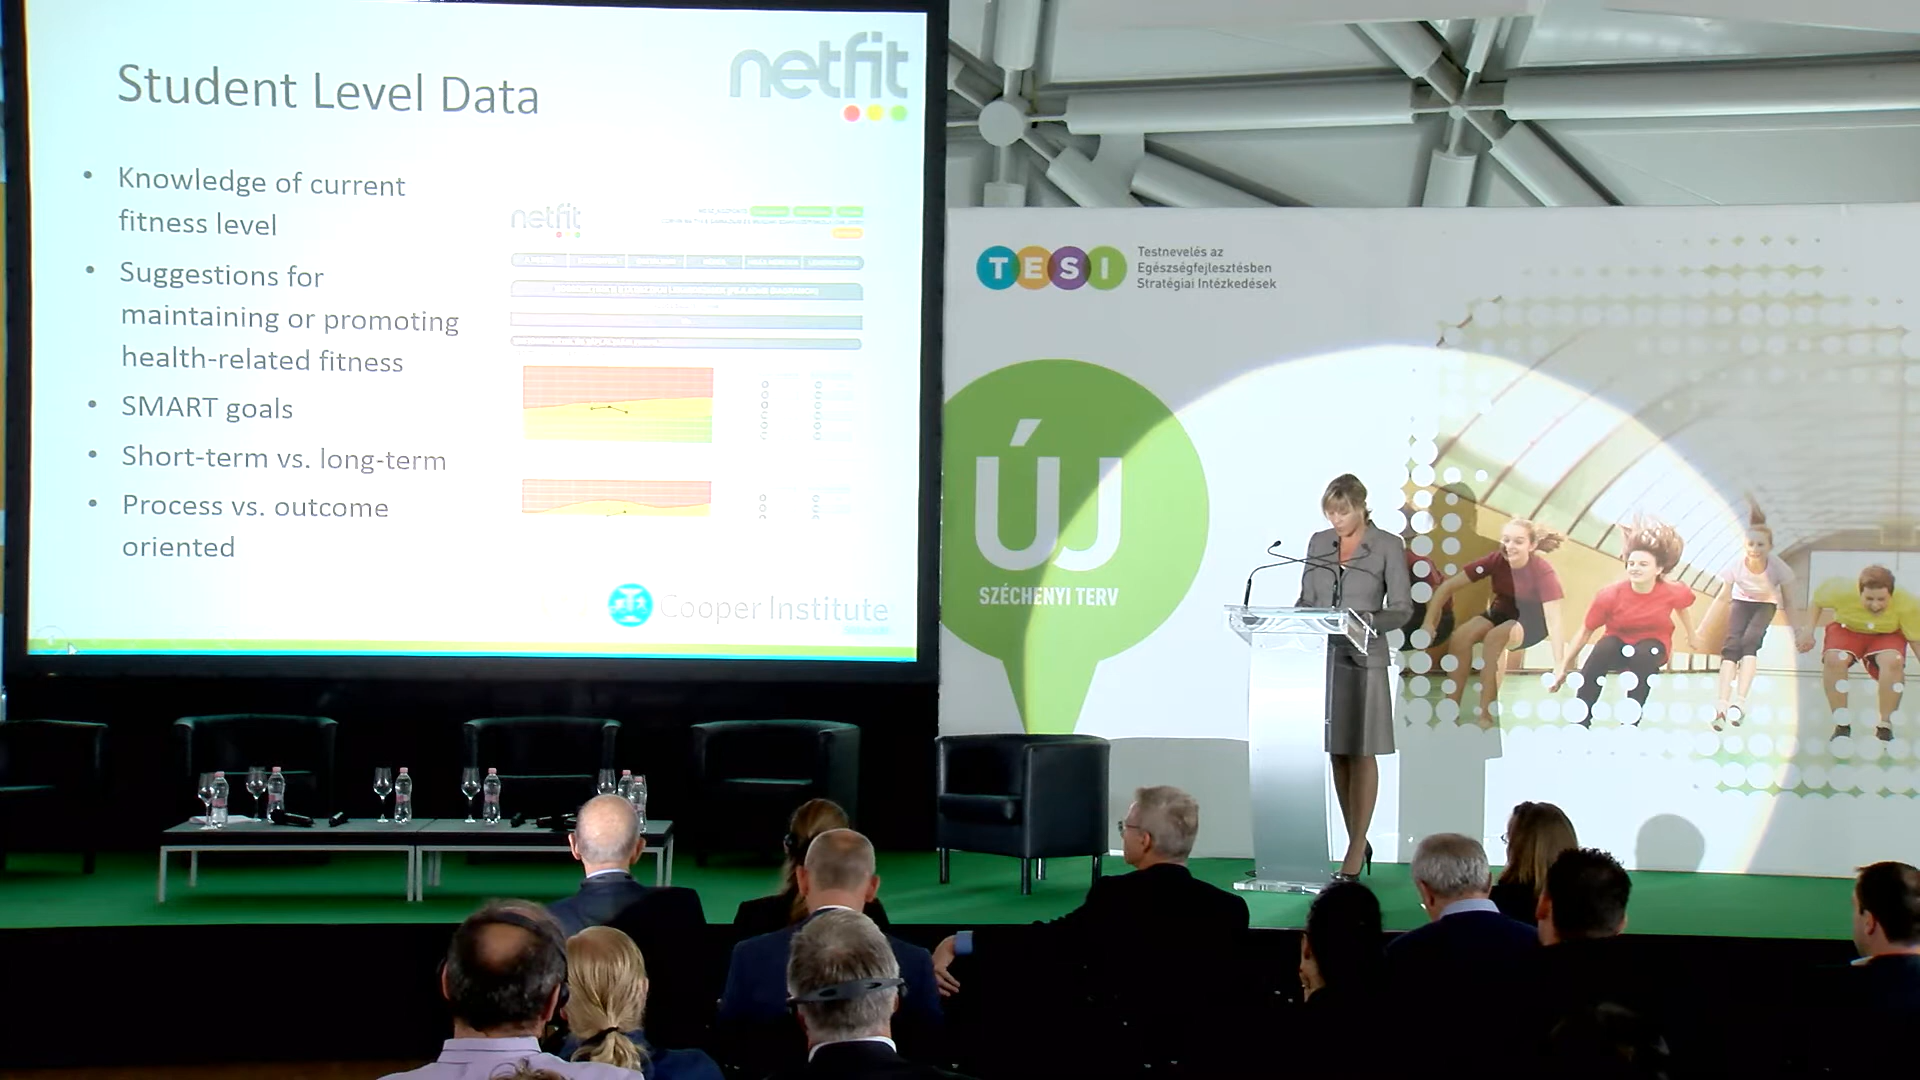 Student Level Data
netfit
• Knowledge of current
fitness level
• Suggestions for
maintaining or promoting
health-related fitness
• SMART goals
• Short-term vs. long-term
• Process vs. outcome
oriented
netfit
Cooper Institute
TESI
Testnevelés az
Egészségfejlesztésben
Stratégiai Intézkedések
ÚJ
SZÉCHENYI TERV